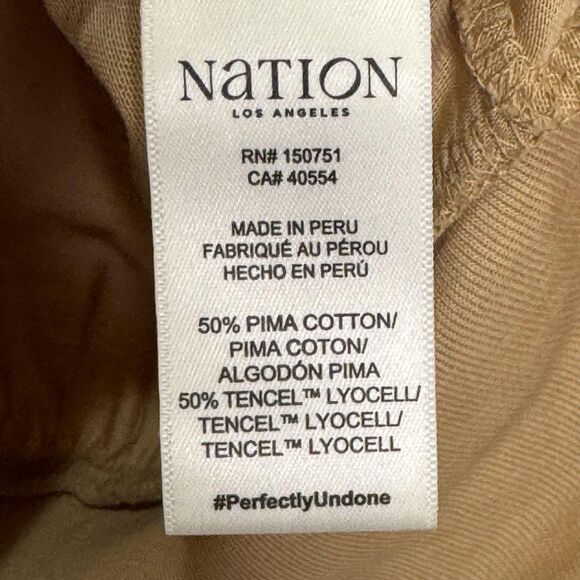 NATION
LOS ANGELES
RN# 150751
CA# 40554
MADE IN PERU
FABRIQUÉ AU PÉROU
HECHO EN PERÚ
50% PIMA COTTON/
PIMA COTON/
ALGODÓN PIMA
50% TENCEL™ LYOCELL/
TENCEL™ LYOCELL/
TENCEL™ LYOCELL
#PerfectlyUndone